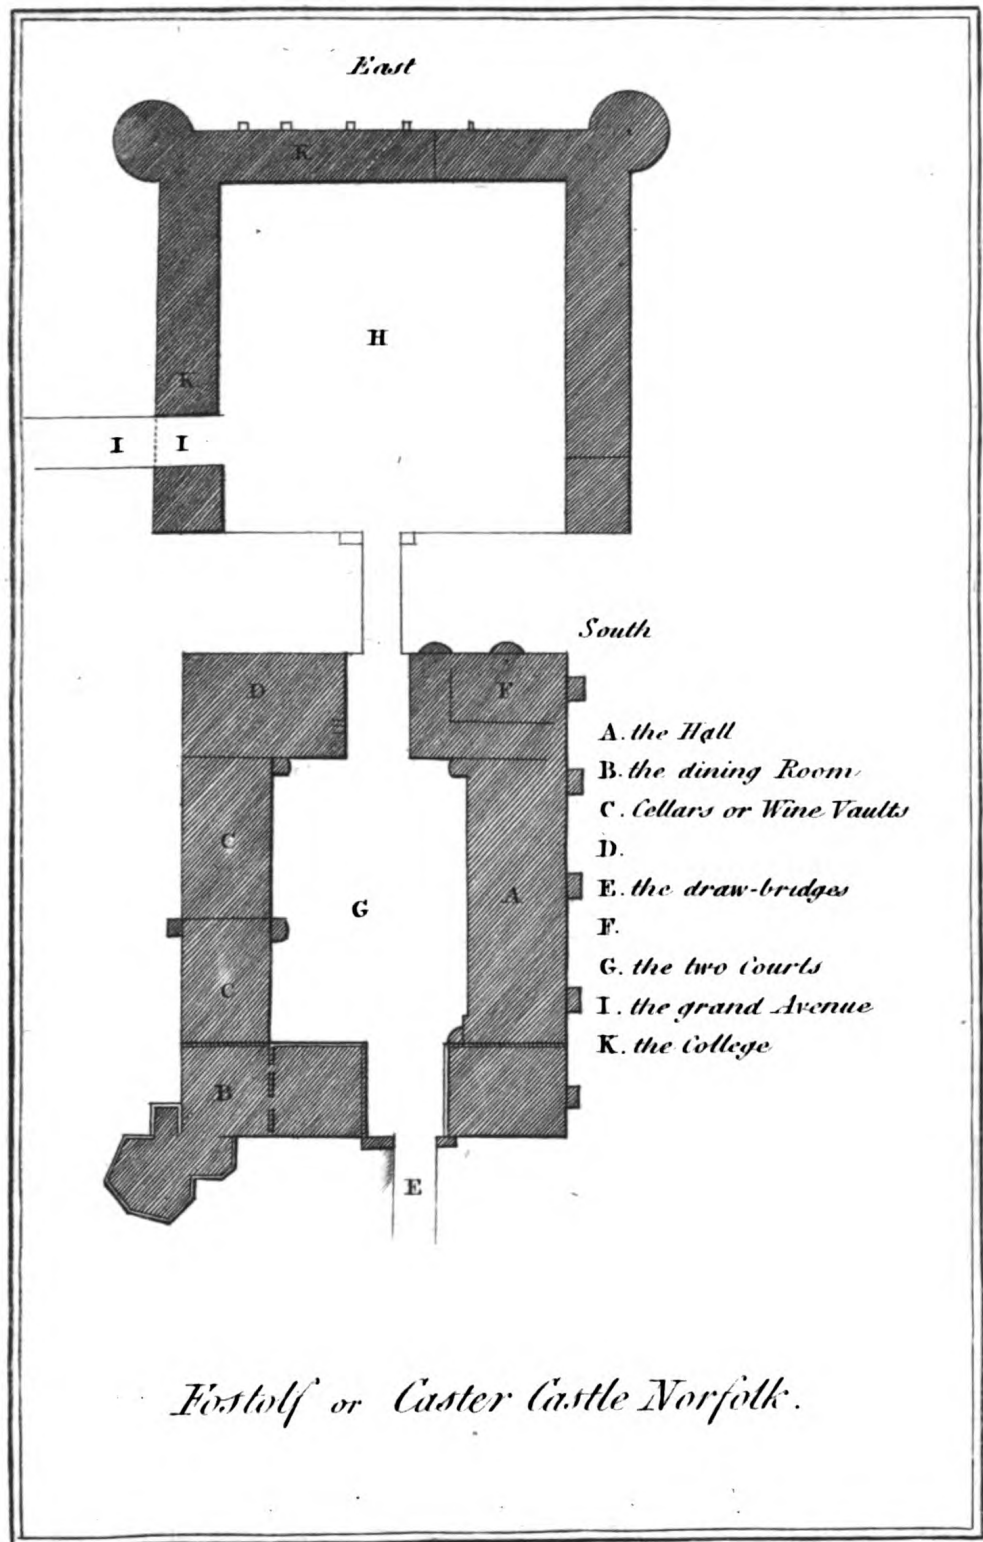 East
K
H
K
I I
South
D
F
A. the Hall
B. the dining Room
C. Cellars or Wine Vaults
D.
E. the draw-bridges
F.
G. the two Courts
I. the grand Avenue
K. the College
C
G
A
C
B
E
Fostolf or Caster Castle Norfolk.